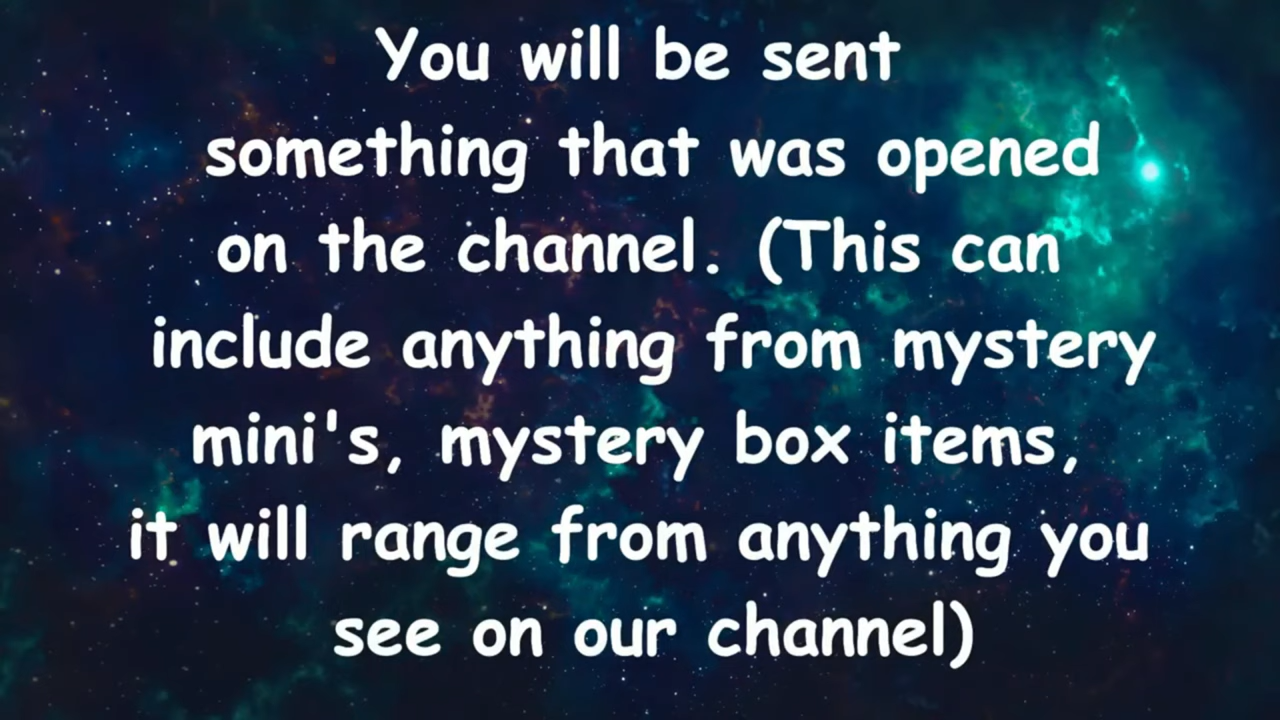 You will be sent
something that was opened
on the channel. (This can
include anything from mystery
mini's, mystery box items,
it will range from anything you
see on our channel)